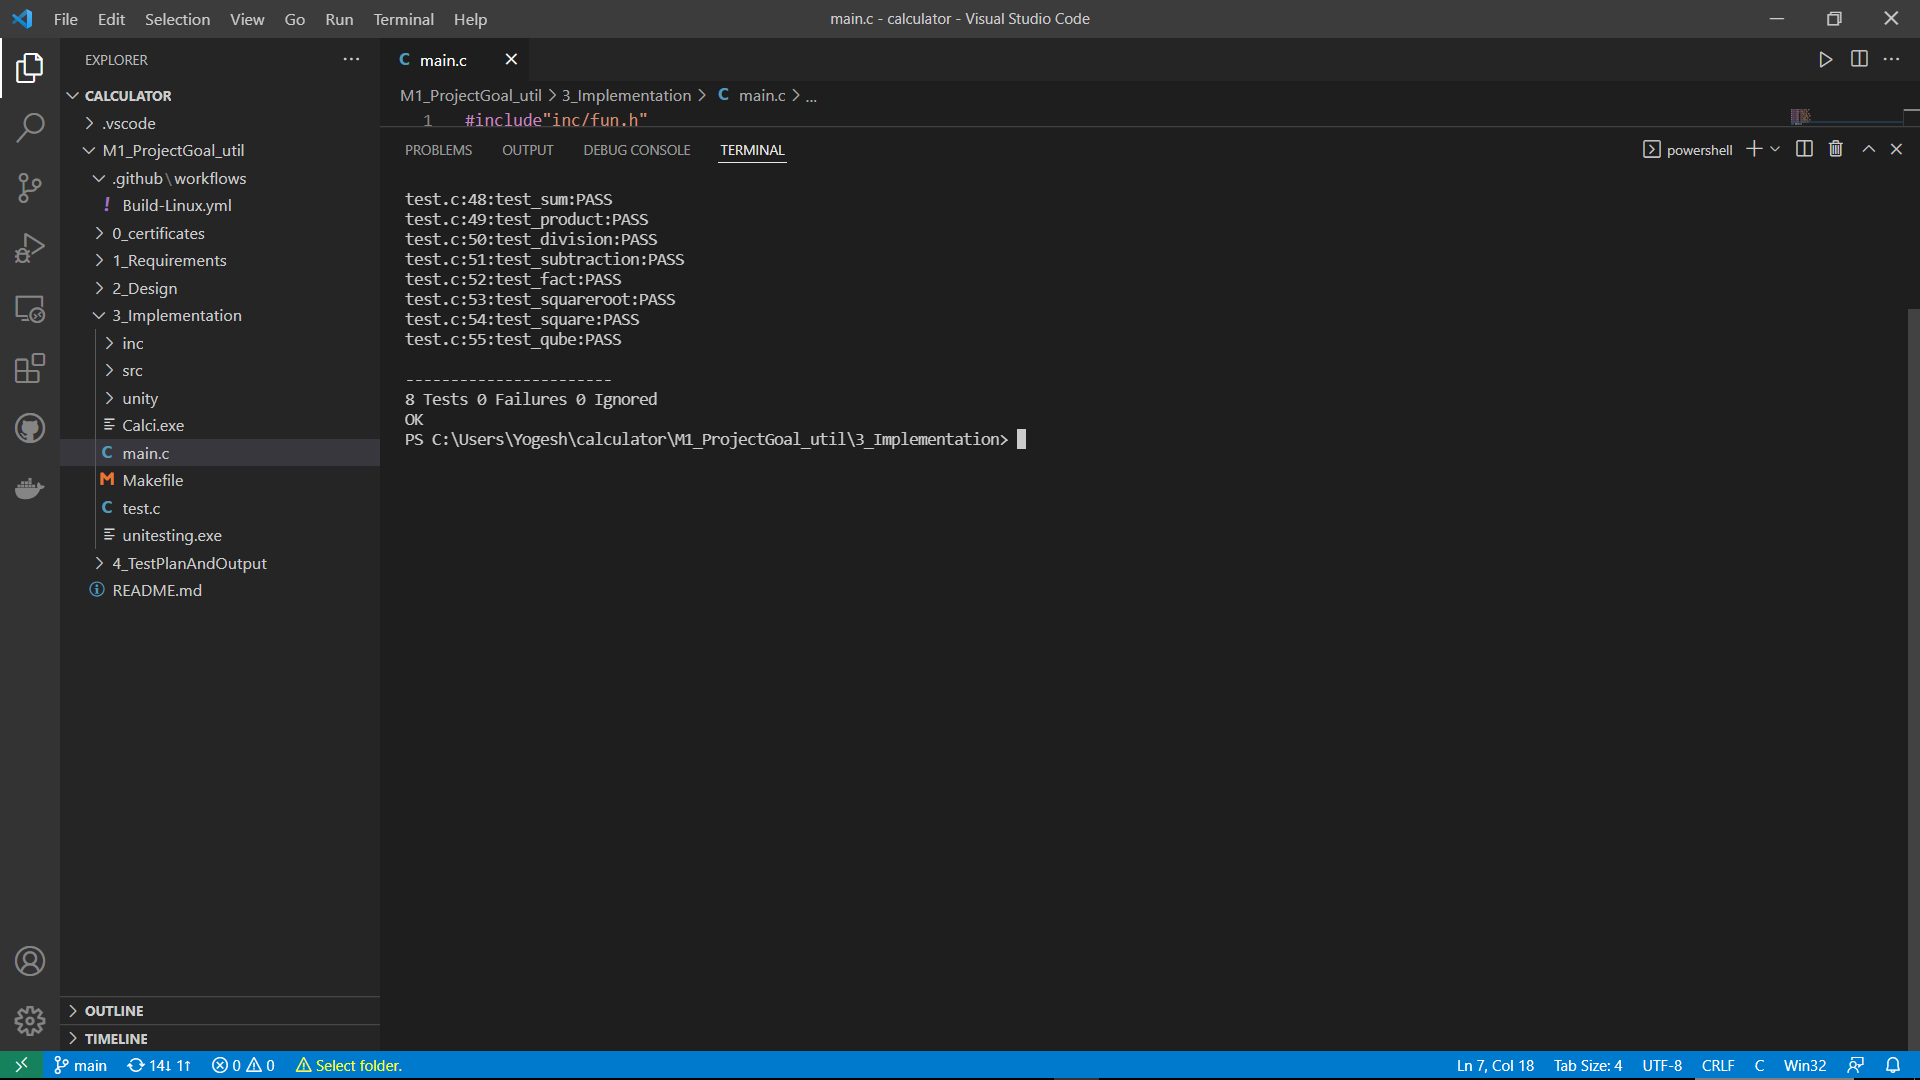 File Edit Selection View Go Run Terminal Help
main.c - calculator - Visual Studio Code
EXPLORER
CALCULATOR
.vscode
M1_ProjectGoal_util
.github\workflows
! Build-Linux.yml
0_certificates
1_Requirements
2_Design
3_Implementation
inc
src
unity
Calci.exe
C main.c
M Makefile
C test.c
unitesting.exe
4_TestPlanAndOutput
README.md
OUTLINE
TIMELINE
C main.c
M1_ProjectGoal_util > 3_Implementation > C main.c > ...
1 #include"inc/fun.h"
PROBLEMS OUTPUT DEBUG CONSOLE TERMINAL
powershell
test.c:48:test_sum:PASS
test.c:49:test_product:PASS
test.c:50:test_division:PASS
test.c:51:test_subtraction:PASS
test.c:52:test_fact:PASS
test.c:53:test_squareroot:PASS
test.c:54:test_square:PASS
test.c:55:test_qube:PASS
-----------------------
8 Tests 0 Failures 0 Ignored
OK
PS C:\Users\Yogesh\calculator\M1_ProjectGoal_util\3_Implementation>
main 14↓ 1↑ 0 0 Select folder.
Ln 7, Col 18 Tab Size: 4 UTF-8 CRLF C Win32